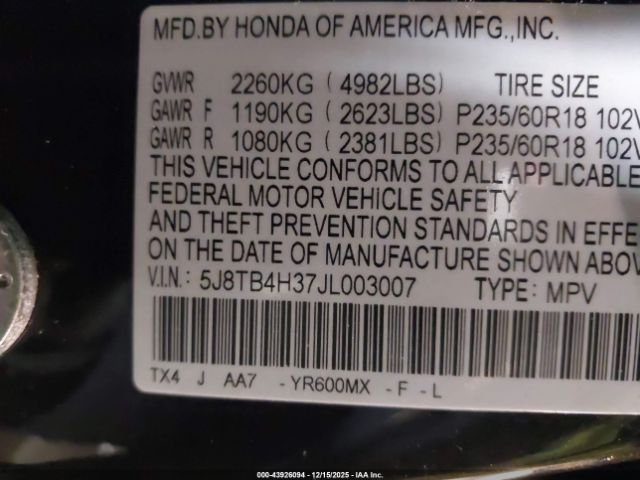 MFD.BY HONDA OF AMERICA MFG.,INC.
GVWR 2260KG ( 4982LBS) TIRE SIZE
GAWR F 1190KG ( 2623LBS) P235/60R18 102V
GAWR R 1080KG ( 2381LBS) P235/60R18 102V
THIS VEHICLE CONFORMS TO ALL APPLICABLE
FEDERAL MOTOR VEHICLE SAFETY
AND THEFT PREVENTION STANDARDS IN EFFE
ON THE DATE OF MANUFACTURE SHOWN ABOV
V.I.N.: 5J8TB4H37JL003007 TYPE: MPV
TX4 J AA7 - YR600MX - F - L
000-43926094 - 12/15/2025 - IAA Inc.